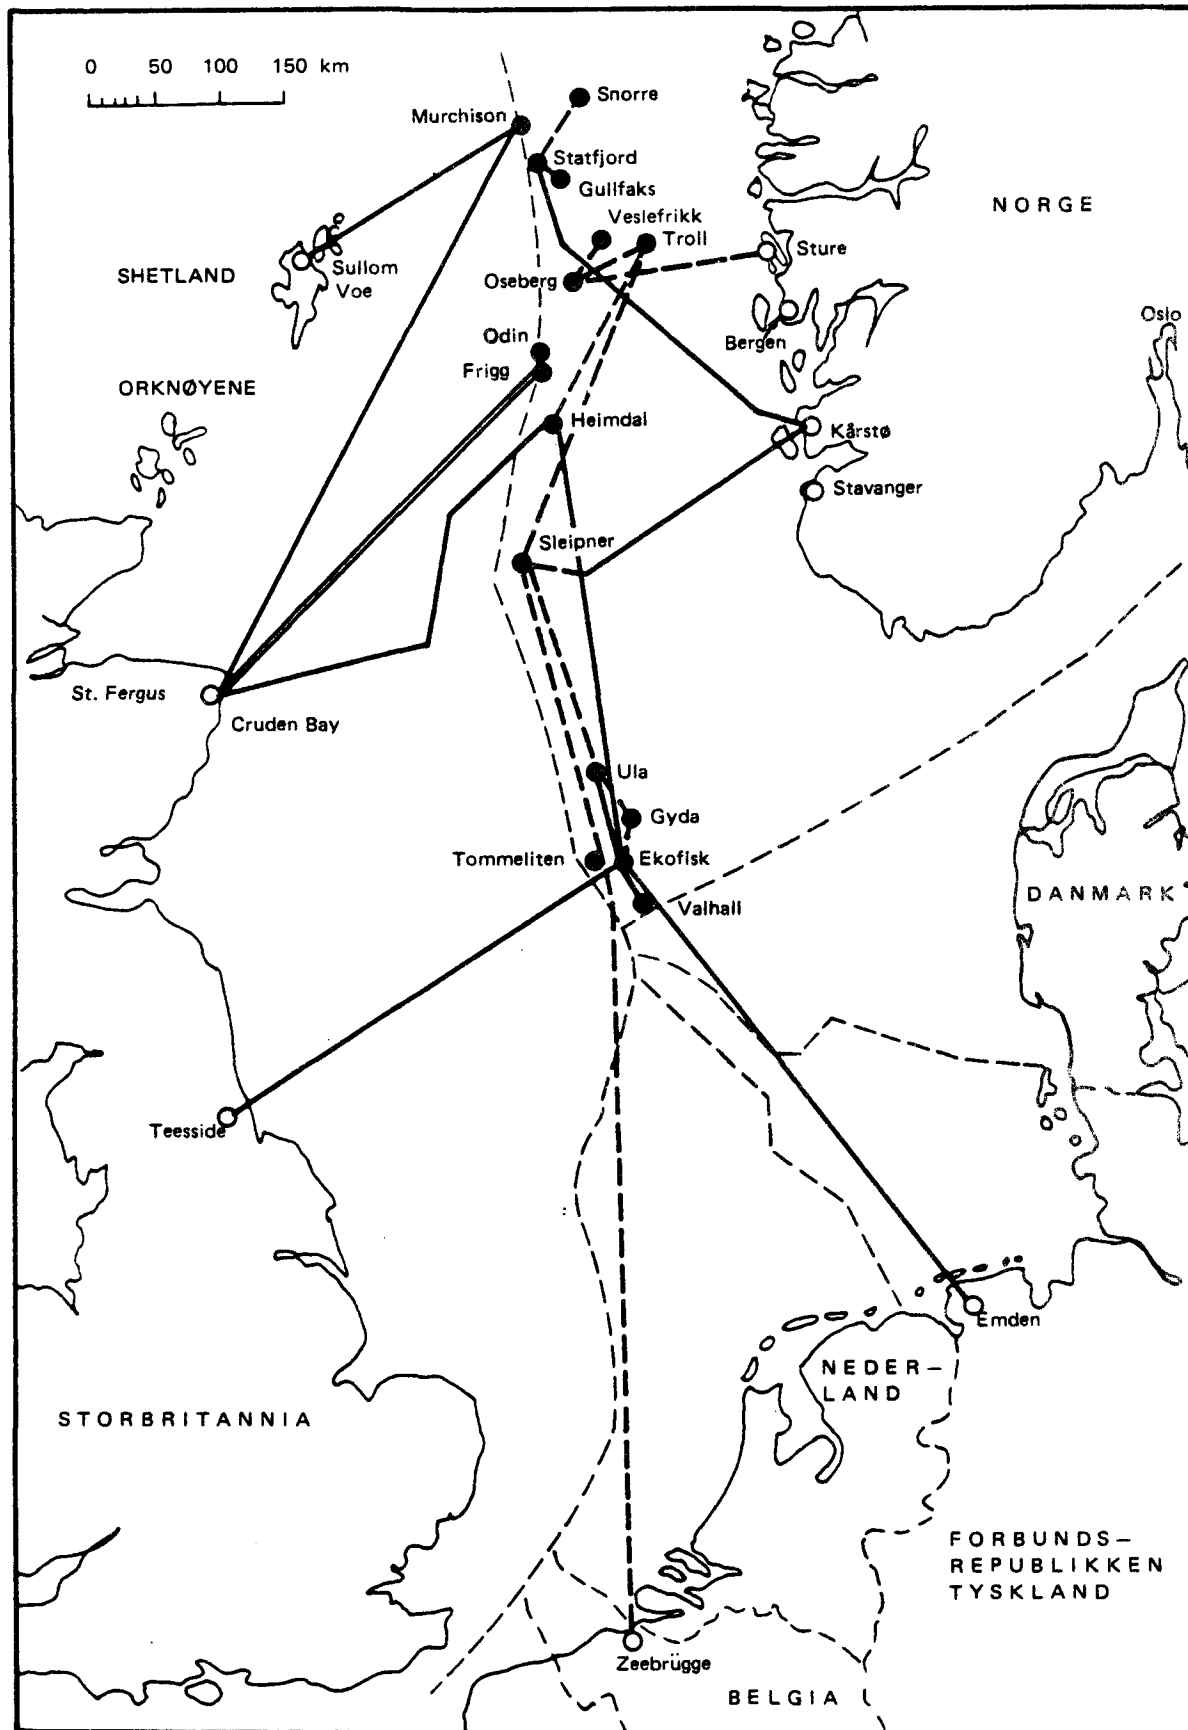 0 50 100 150 km
Snorre
Murchison
Statfjord
Gullfaks
NORGE
Veslefrikk
Troll
Sture
SHETLAND
Sullom
Voe
Oseberg
Oslo
Odin
Bergen
Frigg
ORKNØYENE
Heimdal
Kårstø
Stavanger
Sleipner
St. Fergus
Cruden Bay
Ula
Gyda
Tommeliten
Ekofisk
DANMARK
Valhall
Teesside
Emden
NEDER–
LAND
STORBRITANNIA
FORBUNDS–
REPUBLIKKEN
TYSKLAND
Zeebrügge
BELGIA